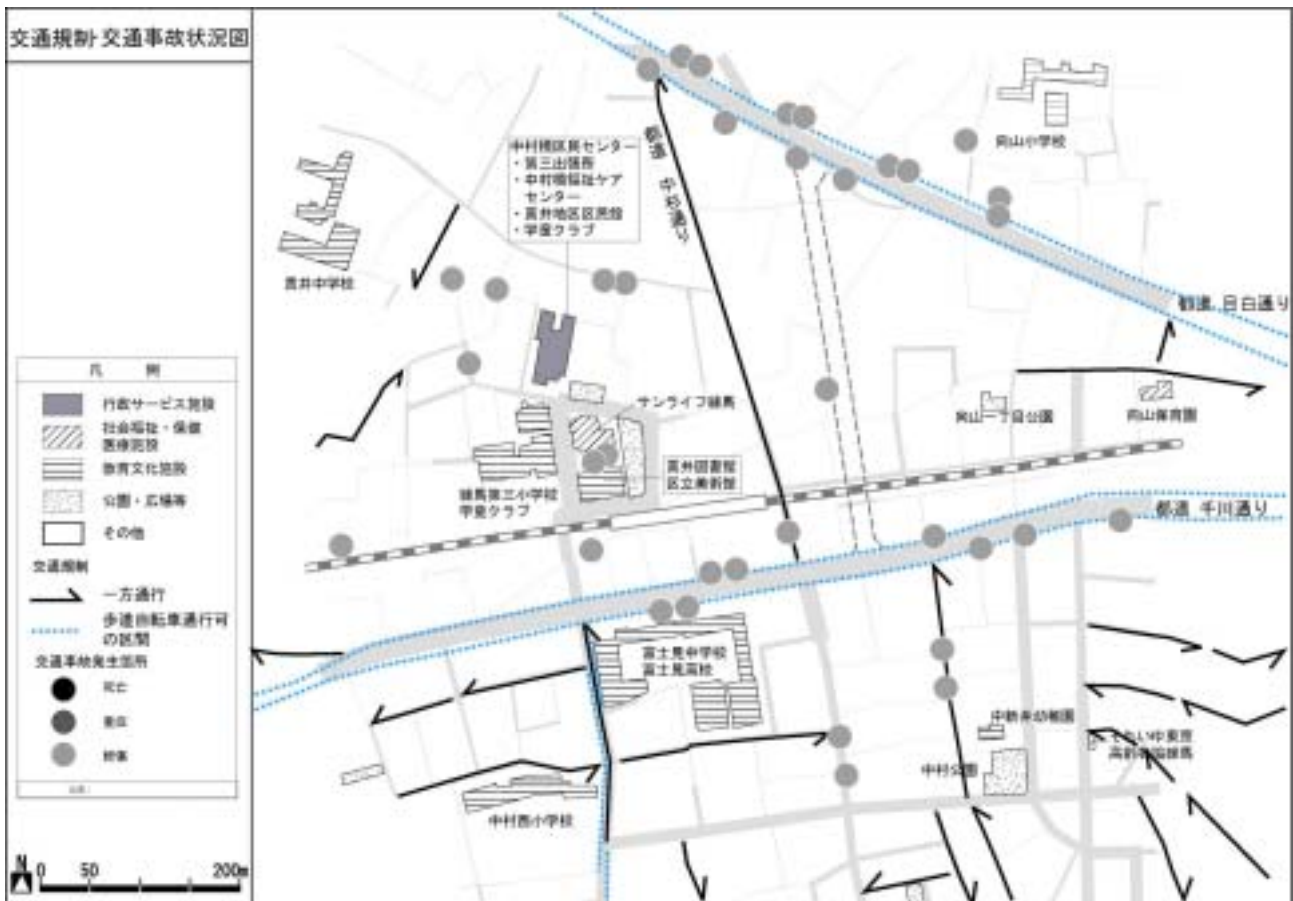 交通規制・交通事故状況図
中村橋区民センター
・第三出張所
・中村橋福祉ケア
センター
・貫井地区区民館
・学童クラブ
向山小学校
貫井中学校
都道 目白通り
サンライフ練馬
向山一丁目公園
向山保育園
貫井図書館
区立美術館
練馬第三小学校
学童クラブ
都道 千川通り
富士見中学校
富士見高校
中新井幼稚園
中村公園
中村西小学校
凡 例
行政サービス施設
社会福祉・保健
医療施設
教育文化施設
公園・広場等
その他
交通規制
一方通行
歩道自転車通行可
の区間
交通事故発生箇所
死亡
重症
軽傷
N
0 50 200m